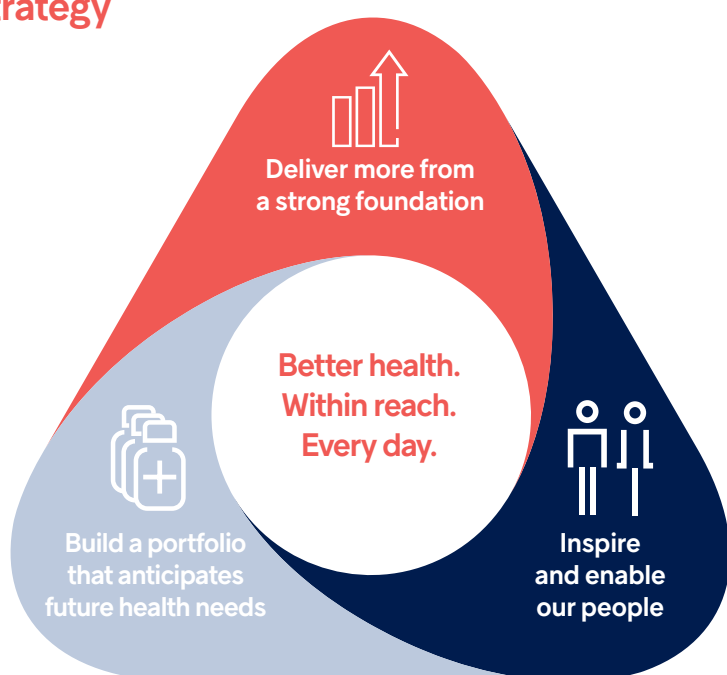 Deliver more from
a strong foundation
Better health.
Within reach.
Every day.
Build a portfolio
that anticipates
future health needs
Inspire
and enable
our people